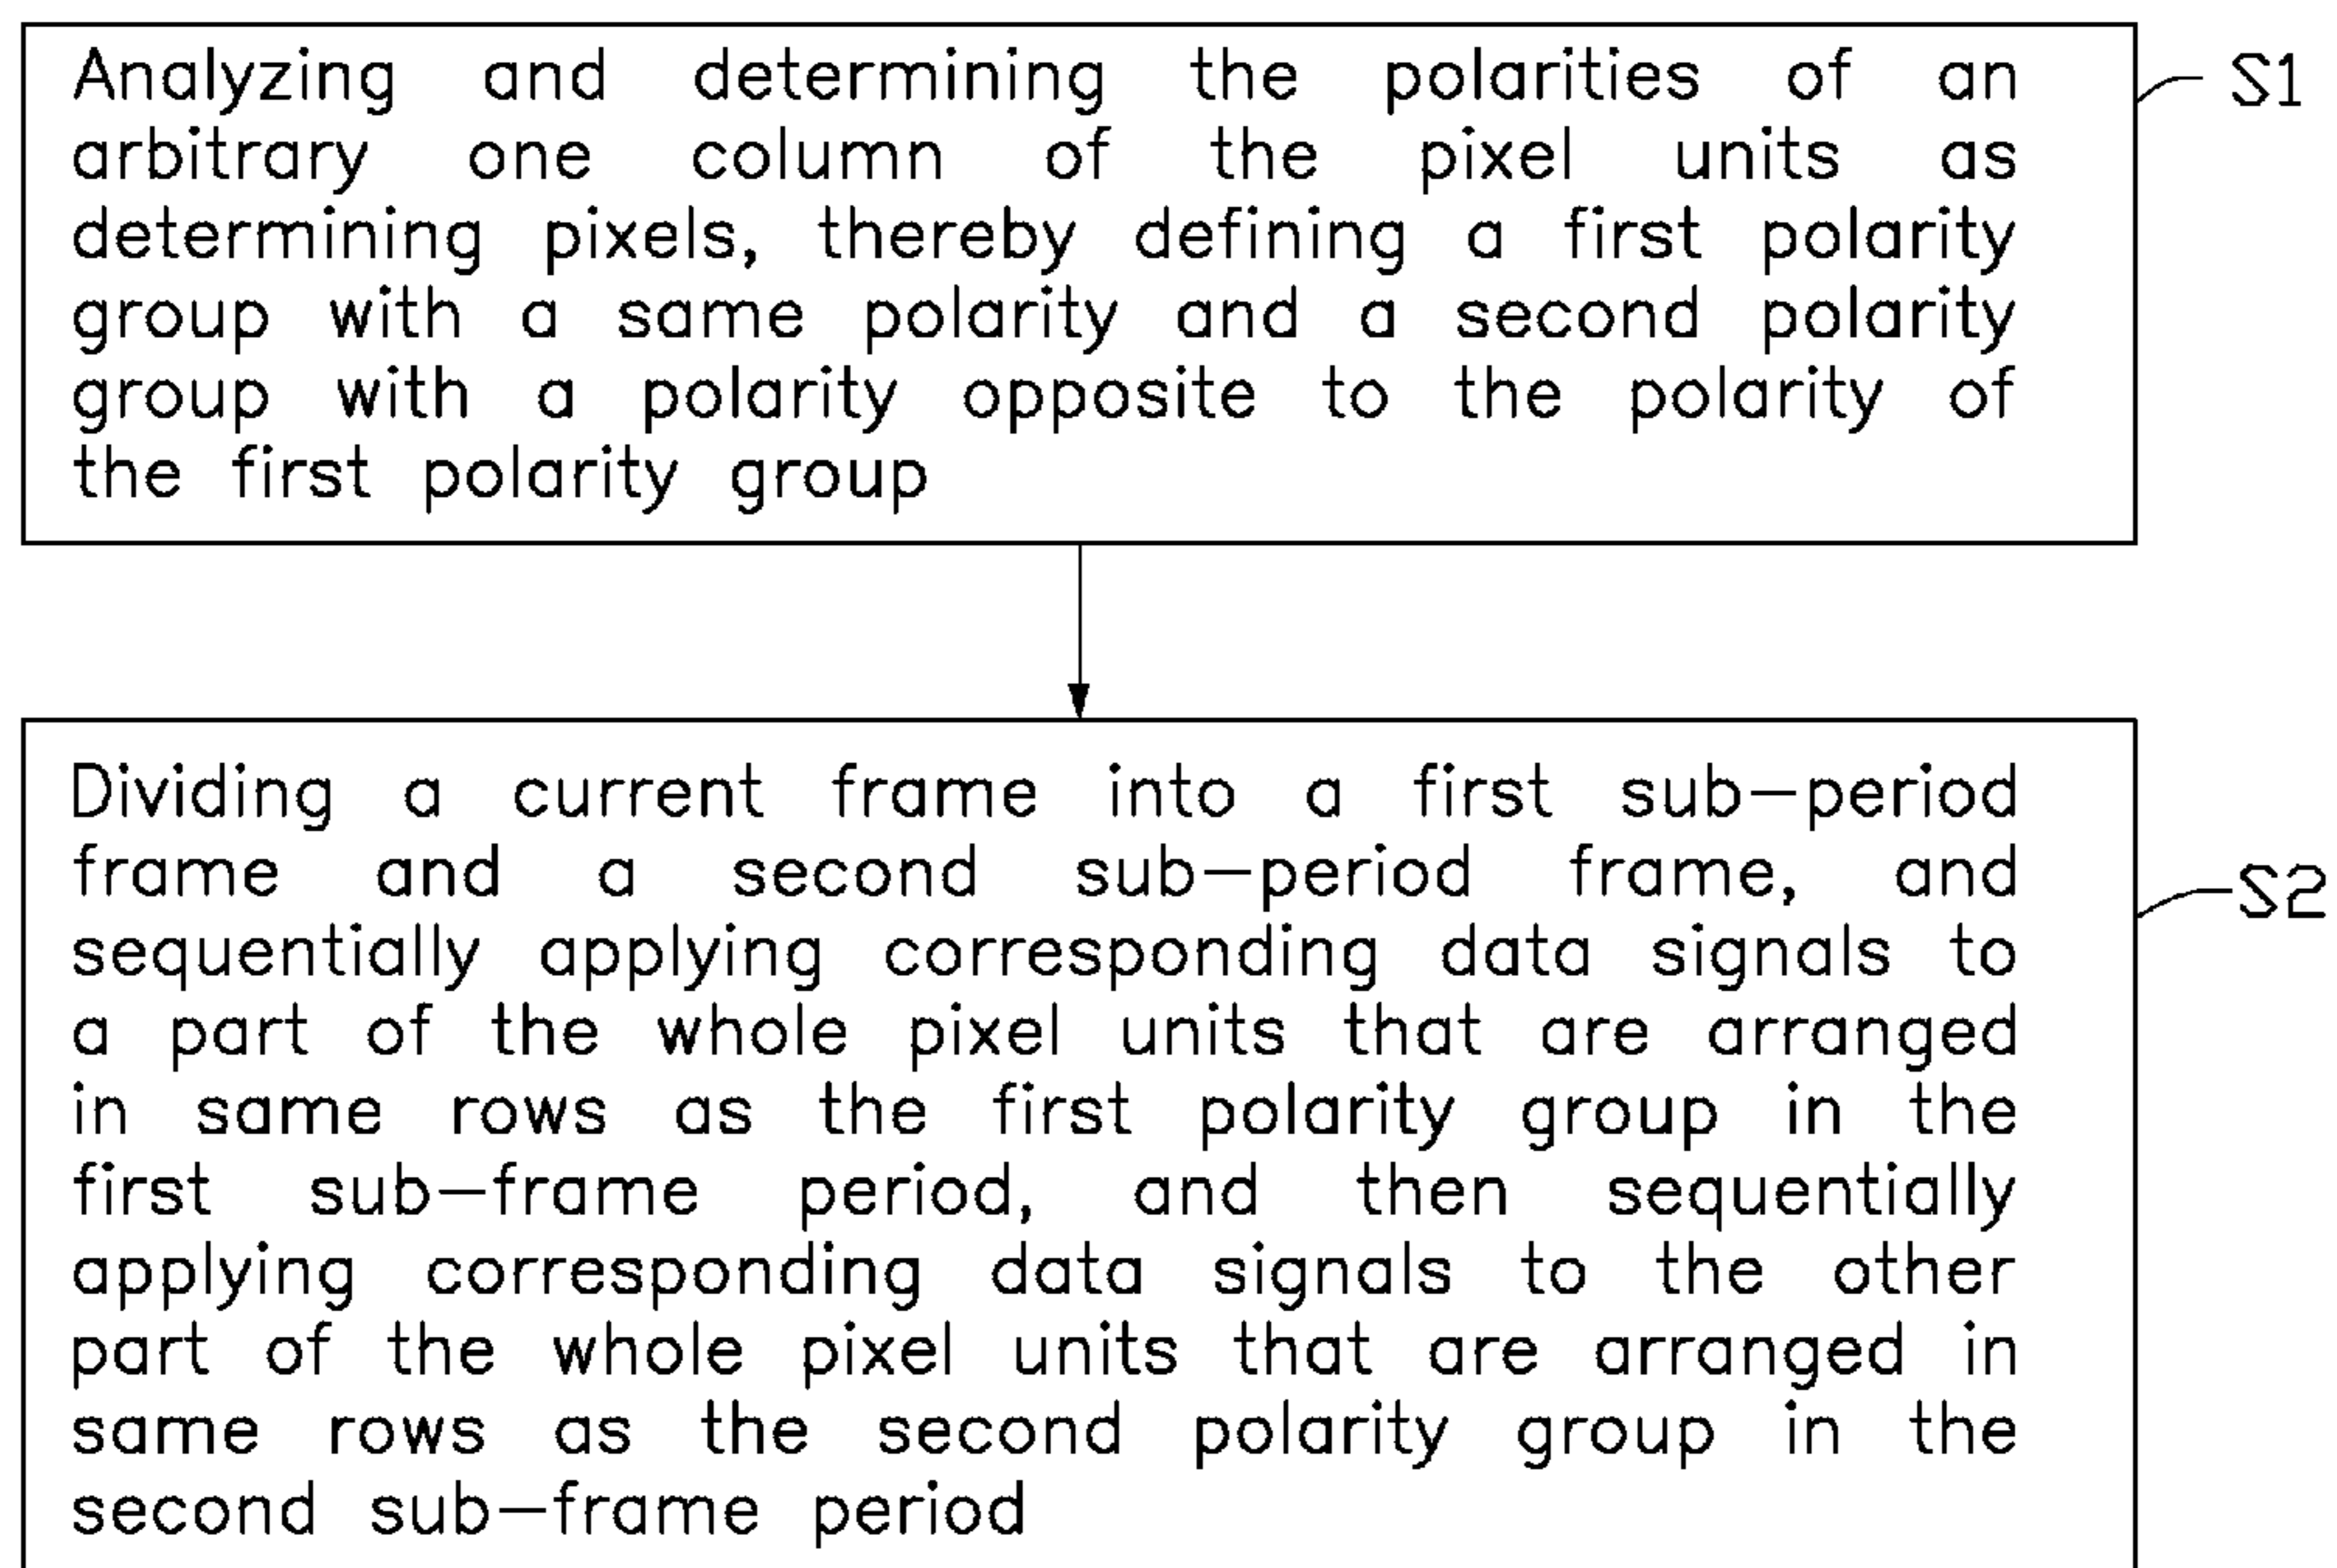 Analyzing and determining the polarities of an
arbitrary one column of the pixel units as
determining pixels, thereby defining a first polarity
group with a same polarity and a second polarity
group with a polarity opposite to the polarity of
the first polarity group
S1
Dividing a current frame into a first sub-period
frame and a second sub-period frame, and
sequentially applying corresponding data signals to
a part of the whole pixel units that are arranged
in same rows as the first polarity group in the
first sub-frame period, and then sequentially
applying corresponding data signals to the other
part of the whole pixel units that are arranged in
same rows as the second polarity group in the
second sub-frame period
S2